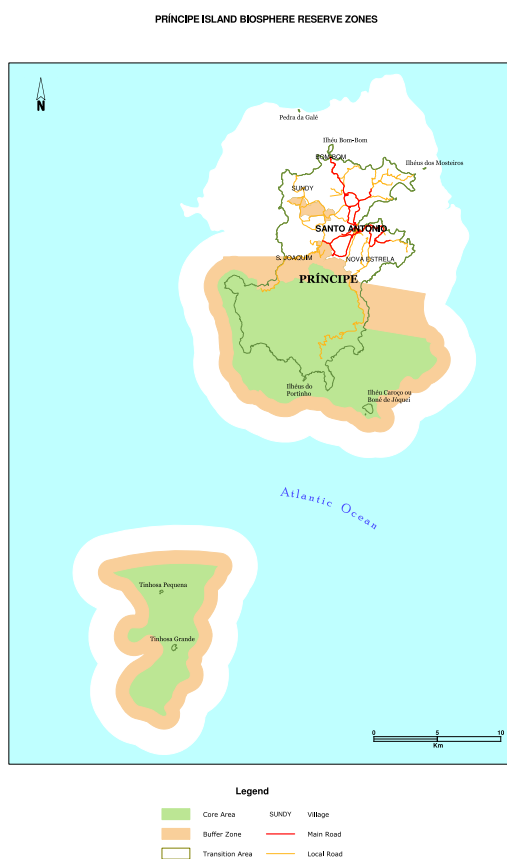 PRÍNCIPE ISLAND BIOSPHERE RESERVE ZONES
N
Pedra da Galé
Ilhéu Bom-Bom
BOM BOM
Ilhéus dos Mosteiros
SUNDY
SANTO ANTÓNIO
S. JOAQUIM
NOVA ESTRELA
PRÍNCIPE
Ilhéus do
Portinho
Ilhéu Caroço ou
Boné de Jóquei
Atlantic Ocean
Tinhosa Pequena
Tinhosa Grande
0 5 10
Km
Legend
Core Area
SUNDY Village
Buffer Zone
Main Road
Transition Area
Local Road